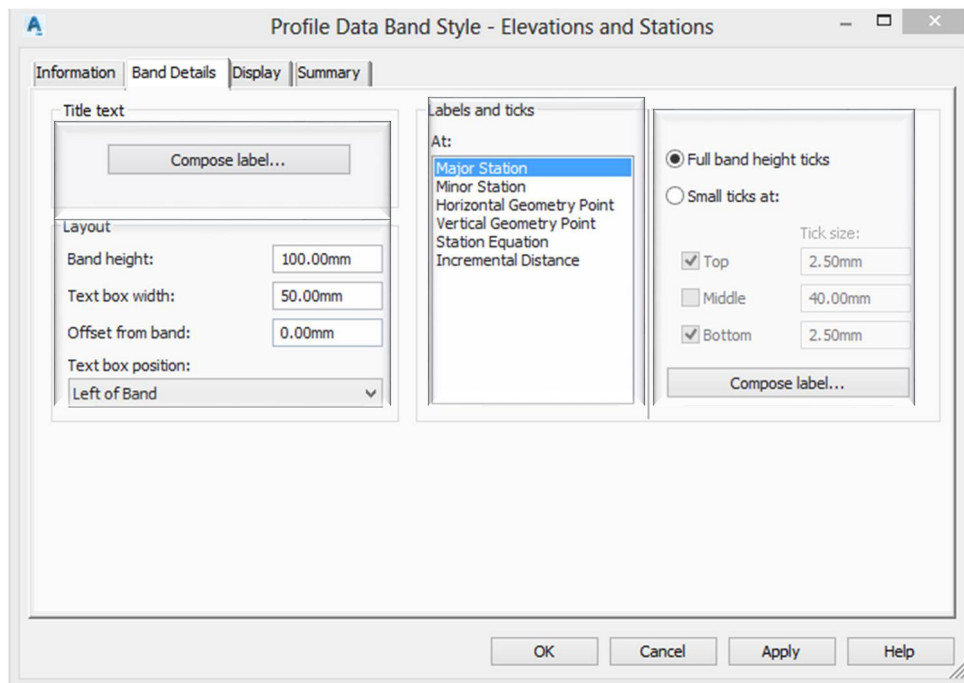 Profile Data Band Style - Elevations and Stations
Information Band Details Display Summary
Title text
Compose label...
Layout
Band height: 100.00mm
Text box width: 50.00mm
Offset from band: 0.00mm
Text box position:
Left of Band
Labels and ticks
At:
Major Station
Minor Station
Horizontal Geometry Point
Vertical Geometry Point
Station Equation
Incremental Distance
Full band height ticks
Small ticks at:
Tick size:
Top 2.50mm
Middle 40.00mm
Bottom 2.50mm
Compose label...
OK Cancel Apply Help